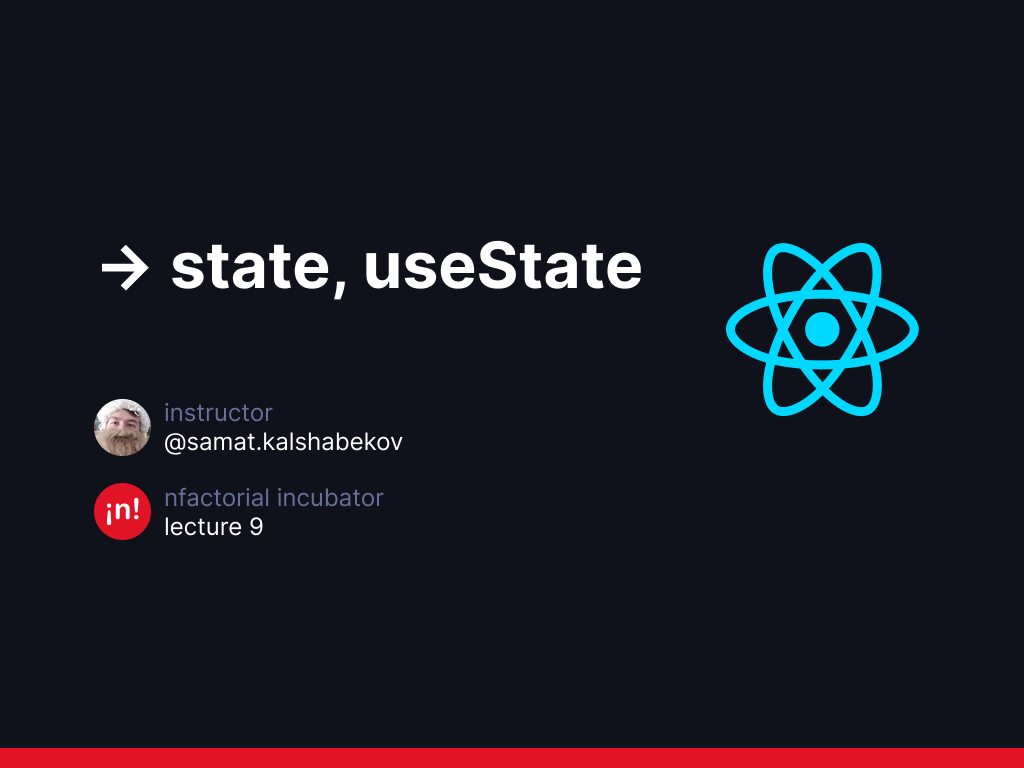 → state, useState
instructor
@samat.kalshabekov
¡n!
nfactorial incubator
lecture 9